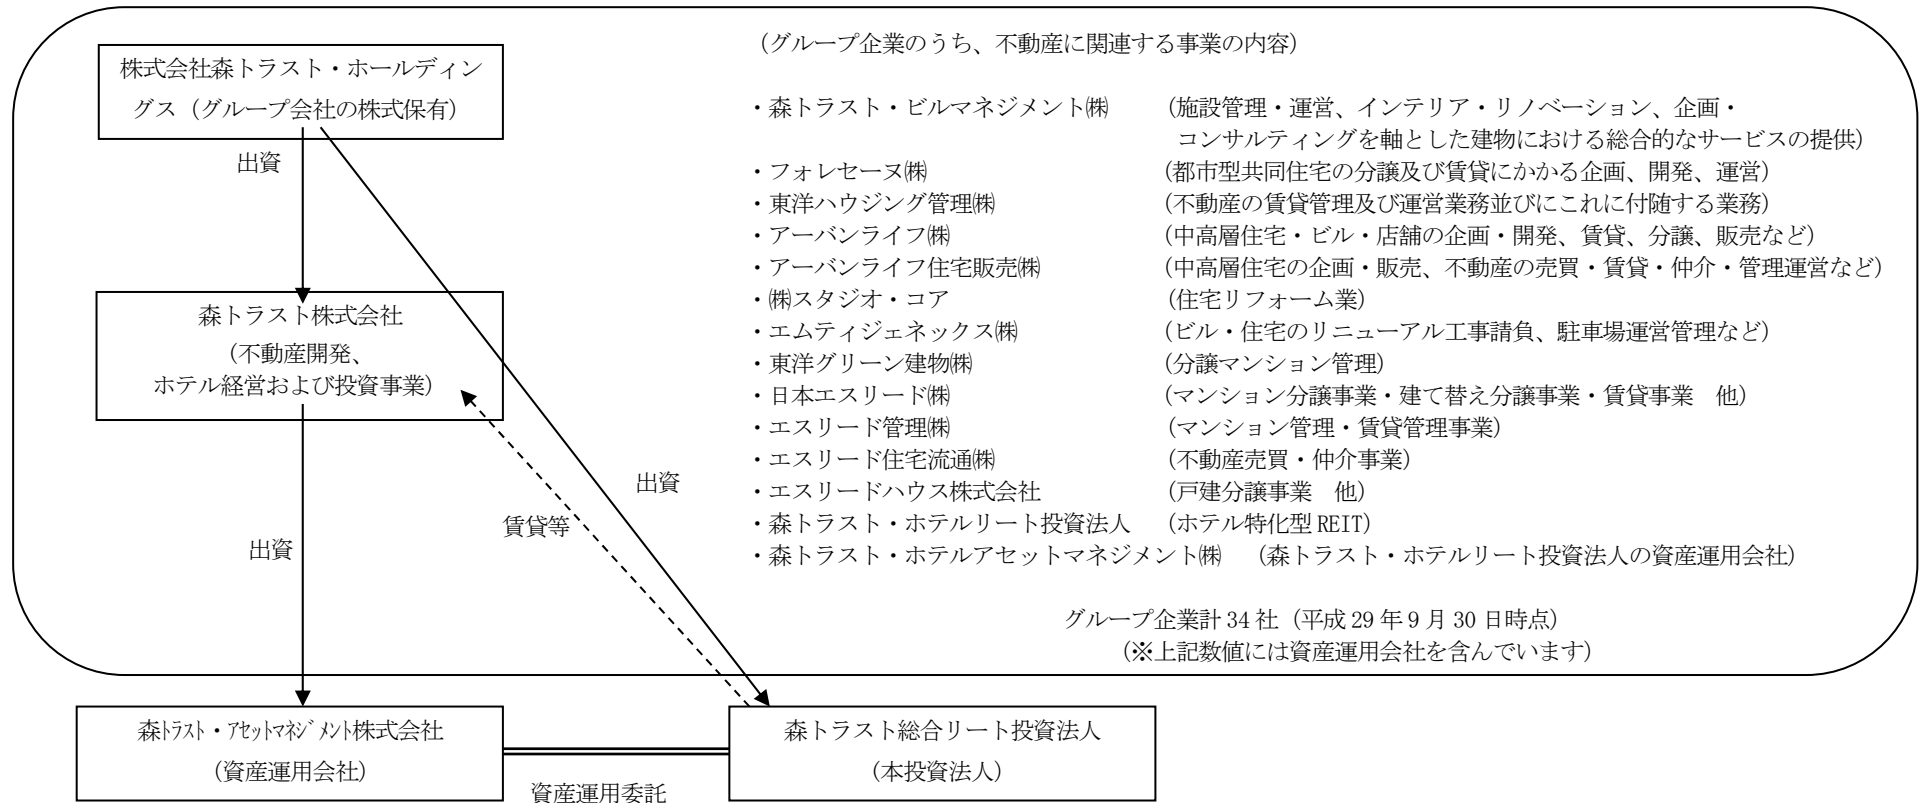 株式会社森トラスト・ホールディン
グス（グループ会社の株式保有）
出資
森トラスト株式会社
（不動産開発、
ホテル経営および投資事業）
出資
賃貸等
出資
（グループ企業のうち、不動産に関連する事業の内容）
・森トラスト・ビルマネジメント㈱ （施設管理・運営、インテリア・リノベーション、企画・
コンサルティングを軸とした建物における総合的なサービスの提供）
・フォレセーヌ㈱ （都市型共同住宅の分譲及び賃貸にかかる企画、開発、運営）
・東洋ハウジング管理㈱ （不動産の賃貸管理及び運営業務並びにこれに付随する業務）
・アーバンライフ㈱ （中高層住宅・ビル・店舗の企画・開発、賃貸、分譲、販売など）
・アーバンライフ住宅販売㈱ （中高層住宅の企画・販売、不動産の売買・賃貸・仲介・管理運営など）
・㈱スタジオ・コア （住宅リフォーム業）
・エムティジェネックス㈱ （ビル・住宅のリニューアル工事請負、駐車場運営管理など）
・東洋グリーン建物㈱ （分譲マンション管理）
・日本エスリード㈱ （マンション分譲事業・建て替え分譲事業・賃貸事業　他）
・エスリード管理㈱ （マンション管理・賃貸管理事業）
・エスリード住宅流通㈱ （不動産売買・仲介事業）
・エスリードハウス株式会社 （戸建分譲事業　他）
・森トラスト・ホテルリート投資法人 （ホテル特化型 REIT）
・森トラスト・ホテルアセットマネジメント㈱ （森トラスト・ホテルリート投資法人の資産運用会社）
グループ企業計 34 社（平成 29 年 9 月 30 日時点）
（※上記数値には資産運用会社を含んでいます）
森ﾄﾗｽﾄ・ｱｾｯﾄﾏﾈｼﾞﾒﾝﾄ株式会社
（資産運用会社）
資産運用委託
森トラスト総合リート投資法人
（本投資法人）